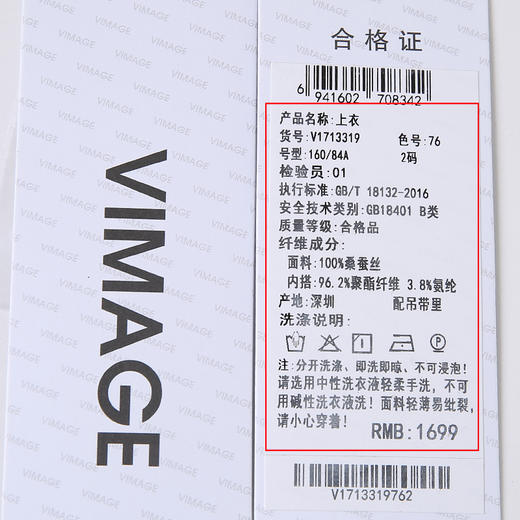 VIMAGE
合格证
6 941602 708342
产品名称:上衣
货号:V1713319 色号:76
号型:160/84A 2码
检验员:01
执行标准:GB/T 18132-2016
安全技术类别:GB18401 B类
质量等级:合格品
纤维成分:
面料:100%桑蚕丝
内搭:96.2%聚酯纤维 3.8%氨纶
产地:深圳 配吊带里
洗涤说明:
注:分开洗涤、即洗即晾、不可浸泡!
请选用中性洗衣液轻柔手洗,不可
用碱性洗衣液洗!面料轻薄易纰裂,
请小心穿着!
RMB:1699
V1713319762